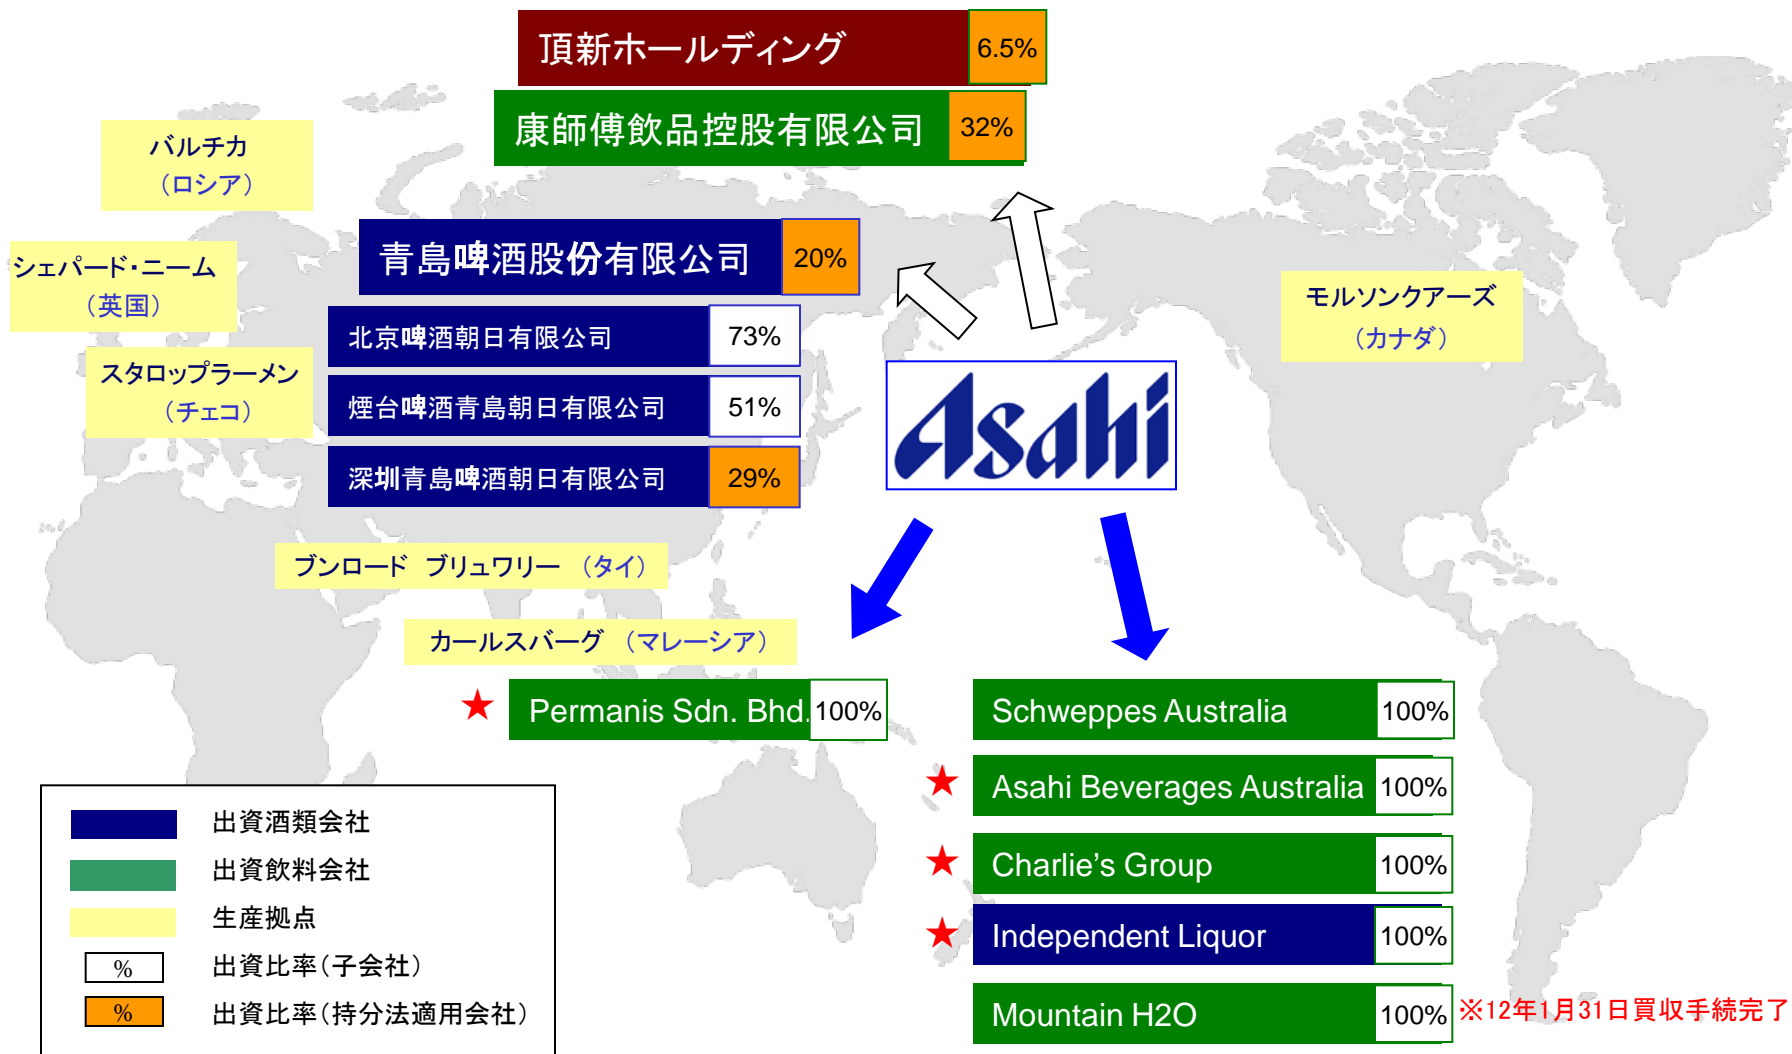 頂新ホールディング 6.5%
康師傅飲品控股有限公司 32%
バルチカ
（ロシア）
青島啤酒股份有限公司 20%
シェパード・ニーム
（英国）
モルソンクアーズ
（カナダ）
北京啤酒朝日有限公司 73%
スタロップラーメン
（チェコ）
煙台啤酒青島朝日有限公司 51%
Asahi
深圳青島啤酒朝日有限公司 29%
ブンロード ブリュワリー （タイ）
カールスバーグ （マレーシア）
★ Permanis Sdn. Bhd. 100%
Schweppes Australia 100%
★ Asahi Beverages Australia 100%
★ Charlie's Group 100%
★ Independent Liquor 100%
Mountain H2O 100% ※12年1月31日買収手続完了
出資酒類会社
出資飲料会社
生産拠点
% 出資比率（子会社）
% 出資比率（持分法適用会社）